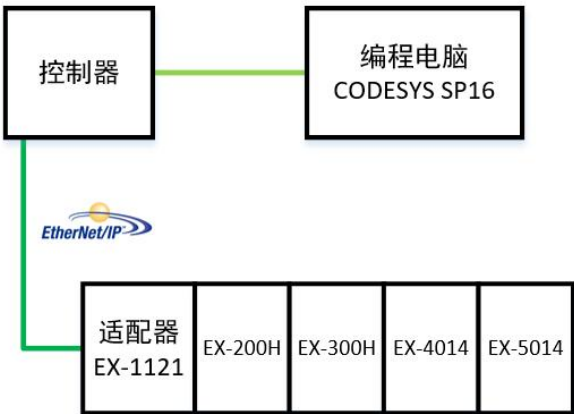 控制器
编程电脑
CODESYS SP16
EtherNet/IP
适配器
EX-1121
EX-200H
EX-300H
EX-4014
EX-5014